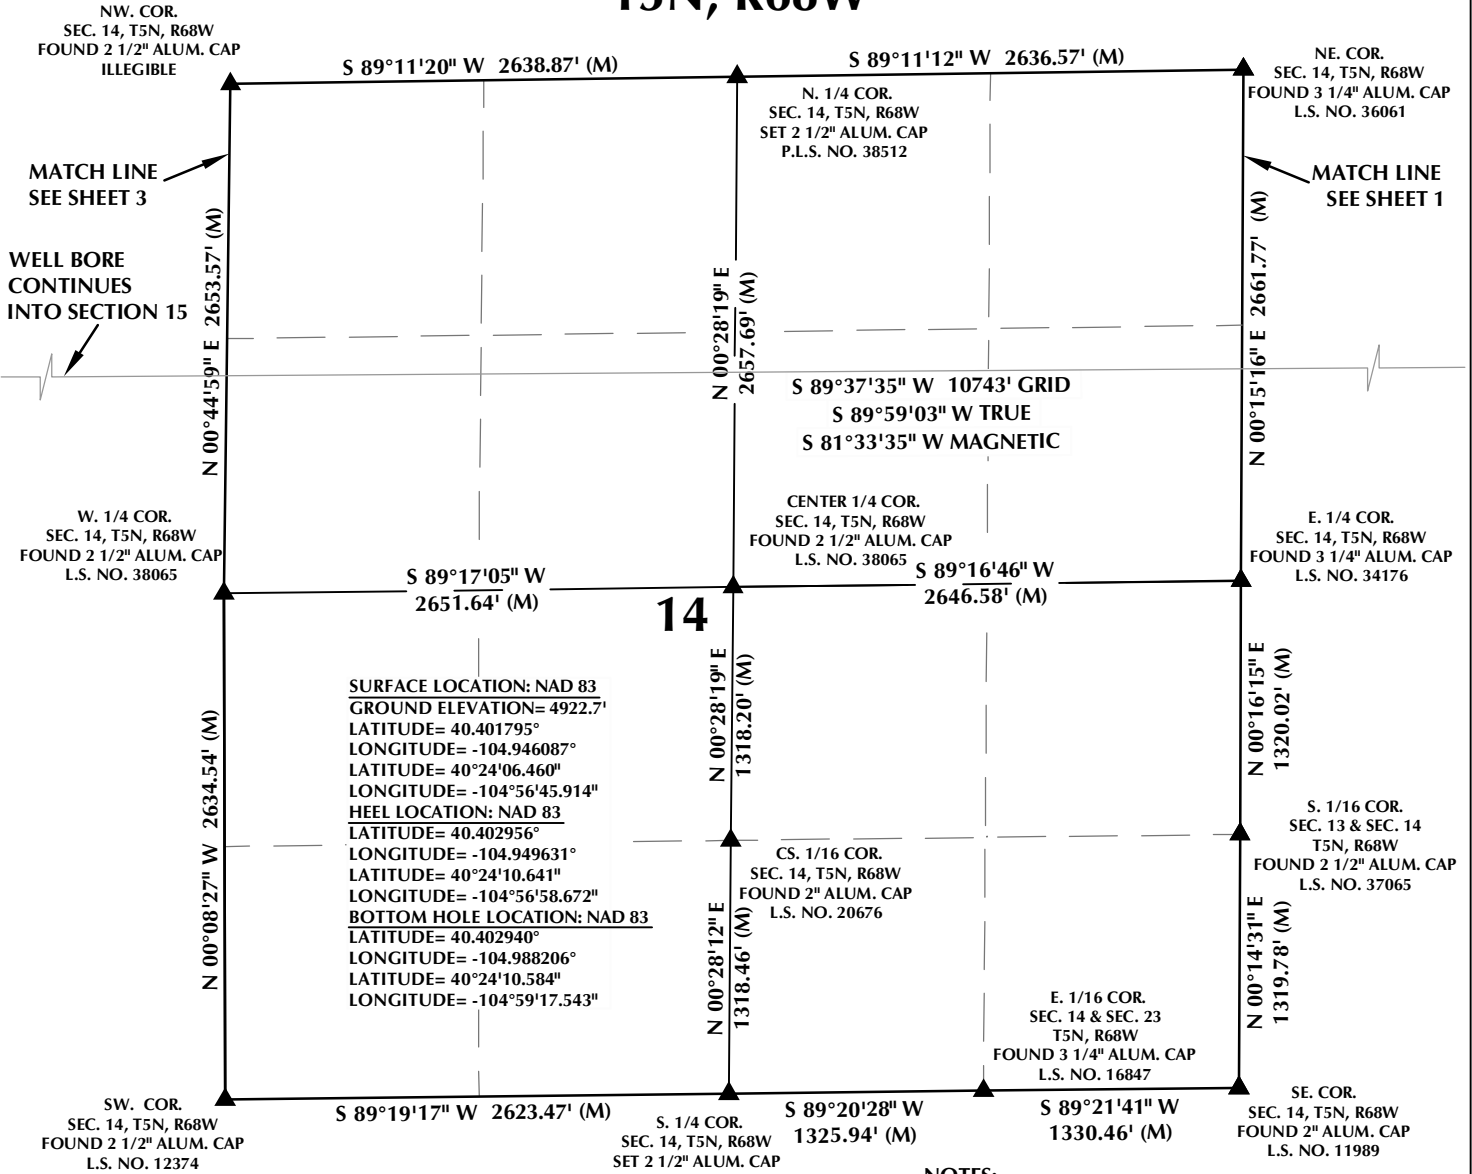 T5N, R68W
NW. COR.
SEC. 14, T5N, R68W
FOUND 2 1/2" ALUM. CAP
ILLEGIBLE
S 89°11'20" W 2638.87' (M)
S 89°11'12" W 2636.57' (M)
NE. COR.
SEC. 14, T5N, R68W
FOUND 3 1/4" ALUM. CAP
L.S. NO. 36061
N. 1/4 COR.
SEC. 14, T5N, R68W
SET 2 1/2" ALUM. CAP
P.L.S. NO. 38512
MATCH LINE
SEE SHEET 3
MATCH LINE
SEE SHEET 1
WELL BORE
CONTINUES
INTO SECTION 15
N 00°44'59" E 2653.57' (M)
N 00°28'19" E
2657.69' (M)
N 00°15'16" E 2661.77' (M)
S 89°37'35" W 10743' GRID
S 89°59'03" W TRUE
S 81°33'35" W MAGNETIC
W. 1/4 COR.
SEC. 14, T5N, R68W
FOUND 2 1/2" ALUM. CAP
L.S. NO. 38065
CENTER 1/4 COR.
SEC. 14, T5N, R68W
FOUND 2 1/2" ALUM. CAP
L.S. NO. 38065
E. 1/4 COR.
SEC. 14, T5N, R68W
FOUND 3 1/4" ALUM. CAP
L.S. NO. 34176
S 89°17'05" W
2651.64' (M)
S 89°16'46" W
2646.58' (M)
14
SURFACE LOCATION: NAD 83
GROUND ELEVATION= 4922.7'
LATITUDE= 40.401795°
LONGITUDE= -104.946087°
LATITUDE= 40°24'06.460"
LONGITUDE= -104°56'45.914"
HEEL LOCATION: NAD 83
LATITUDE= 40.402956°
LONGITUDE= -104.949631°
LATITUDE= 40°24'10.641"
LONGITUDE= -104°56'58.672"
BOTTOM HOLE LOCATION: NAD 83
LATITUDE= 40.402940°
LONGITUDE= -104.988206°
LATITUDE= 40°24'10.584"
LONGITUDE= -104°59'17.543"
N 00°08'27" W 2634.54' (M)
N 00°28'19" E
1318.20' (M)
N 00°16'15" E
1320.02' (M)
S. 1/16 COR.
SEC. 13 & SEC. 14
T5N, R68W
FOUND 2 1/2" ALUM. CAP
L.S. NO. 37065
CS. 1/16 COR.
SEC. 14, T5N, R68W
FOUND 2" ALUM. CAP
L.S. NO. 20676
N 00°28'12" E
1318.46' (M)
N 00°14'31" E
1319.78' (M)
E. 1/16 COR.
SEC. 14 & SEC. 23
T5N, R68W
FOUND 3 1/4" ALUM. CAP
L.S. NO. 16847
SW. COR.
SEC. 14, T5N, R68W
FOUND 2 1/2" ALUM. CAP
L.S. NO. 12374
S 89°19'17" W 2623.47' (M)
S. 1/4 COR.
SEC. 14, T5N, R68W
SET 2 1/2" ALUM. CAP
S 89°20'28" W
1325.94' (M)
S 89°21'41" W
1330.46' (M)
SE. COR.
SEC. 14, T5N, R68W
FOUND 2" ALUM. CAP
L.S. NO. 11989
NOTES: